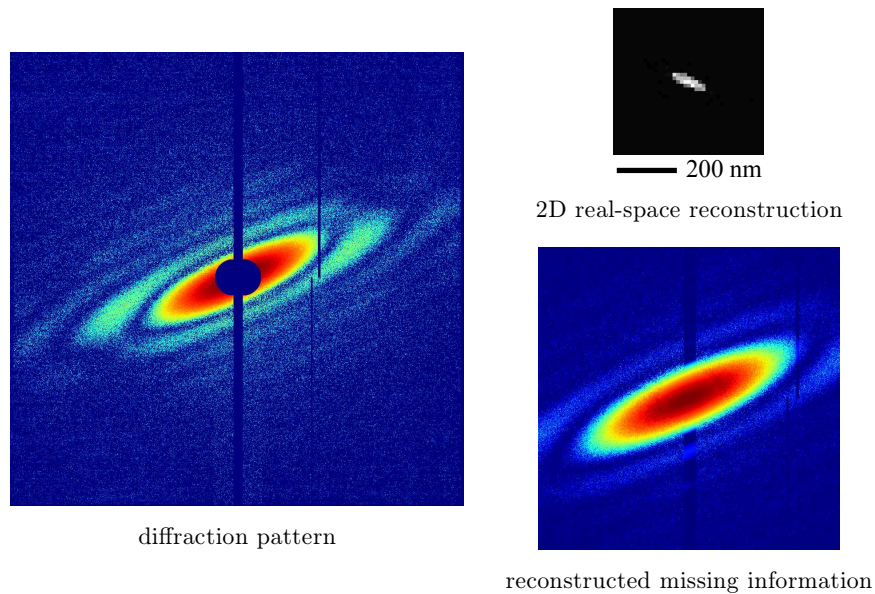 200 nm
2D real-space reconstruction
diffraction pattern
reconstructed missing information